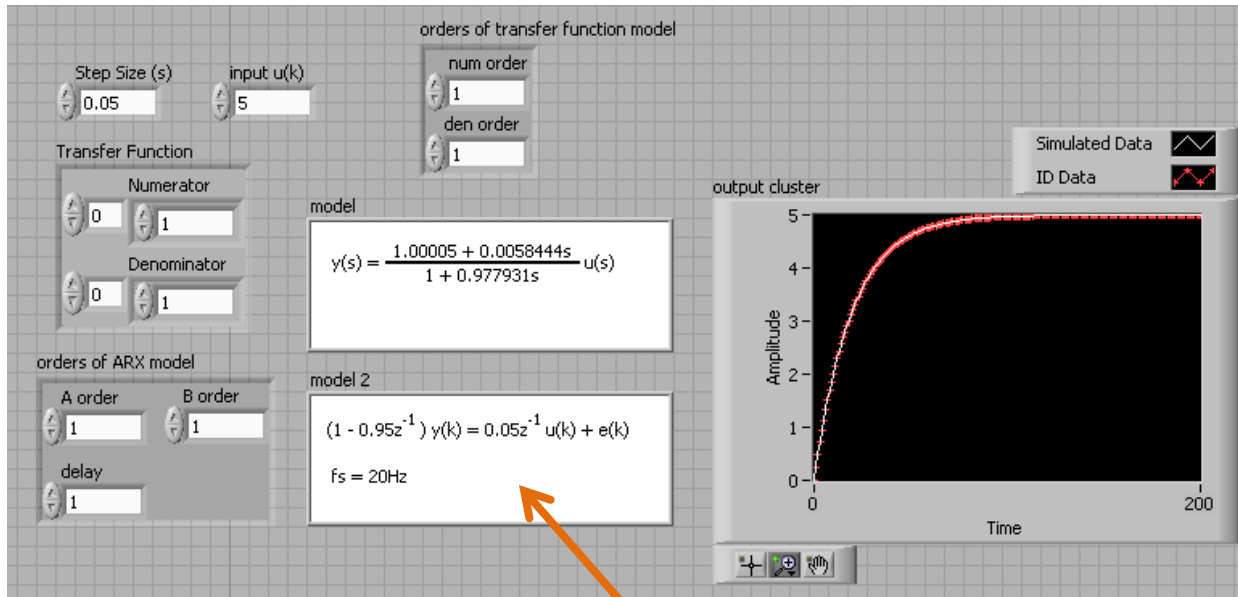 orders of transfer function model
num order
1
den order
1
Step Size (s)
0.05
input u(k)
5
Transfer Function
Numerator
0
1
Denominator
0
1
orders of ARX model
A order
1
B order
1
delay
1
model
y(s) = (1.00005 + 0.0058444s)/(1 + 0.977931s) u(s)
model 2
(1 - 0.95z^-1 ) y(k) = 0.05z^-1 u(k) + e(k)
fs = 20Hz
Simulated Data
ID Data
output cluster
Amplitude
5
4
3
2
1
0
0
200
Time